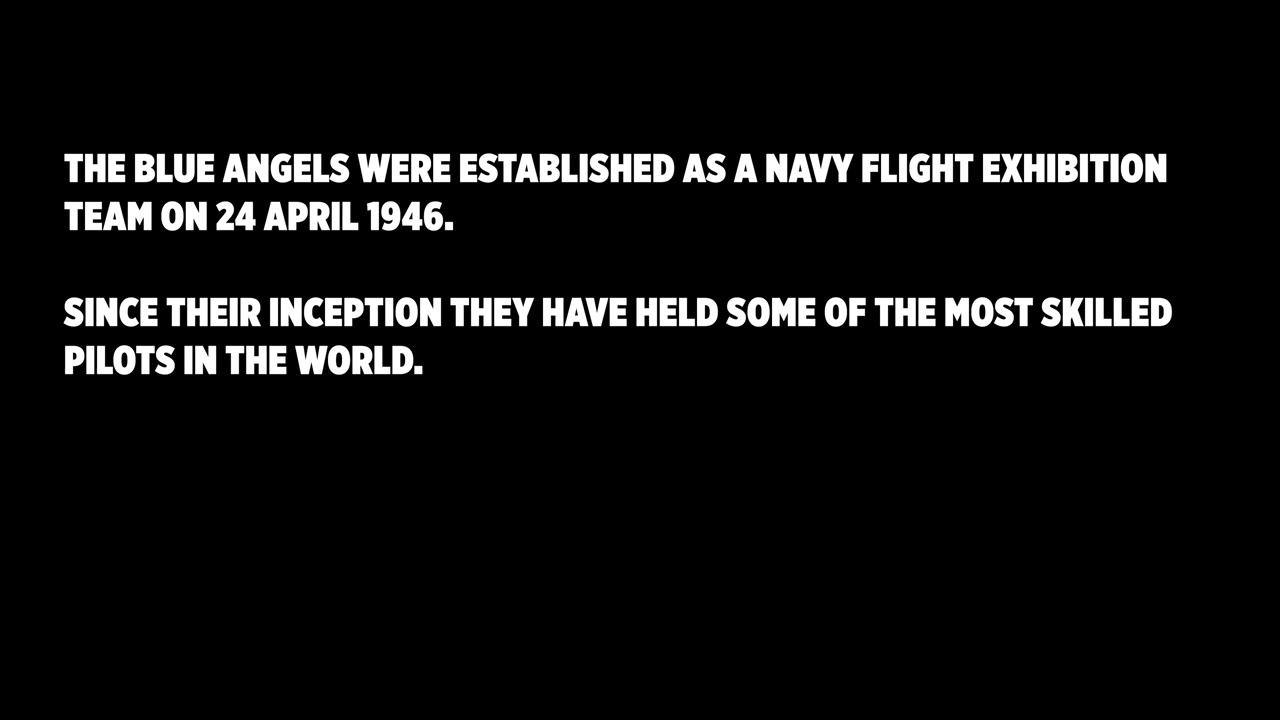 THE BLUE ANGELS WERE ESTABLISHED AS A NAVY FLIGHT EXHIBITION
TEAM ON 24 APRIL 1946.
SINCE THEIR INCEPTION THEY HAVE HELD SOME OF THE MOST SKILLED
PILOTS IN THE WORLD.